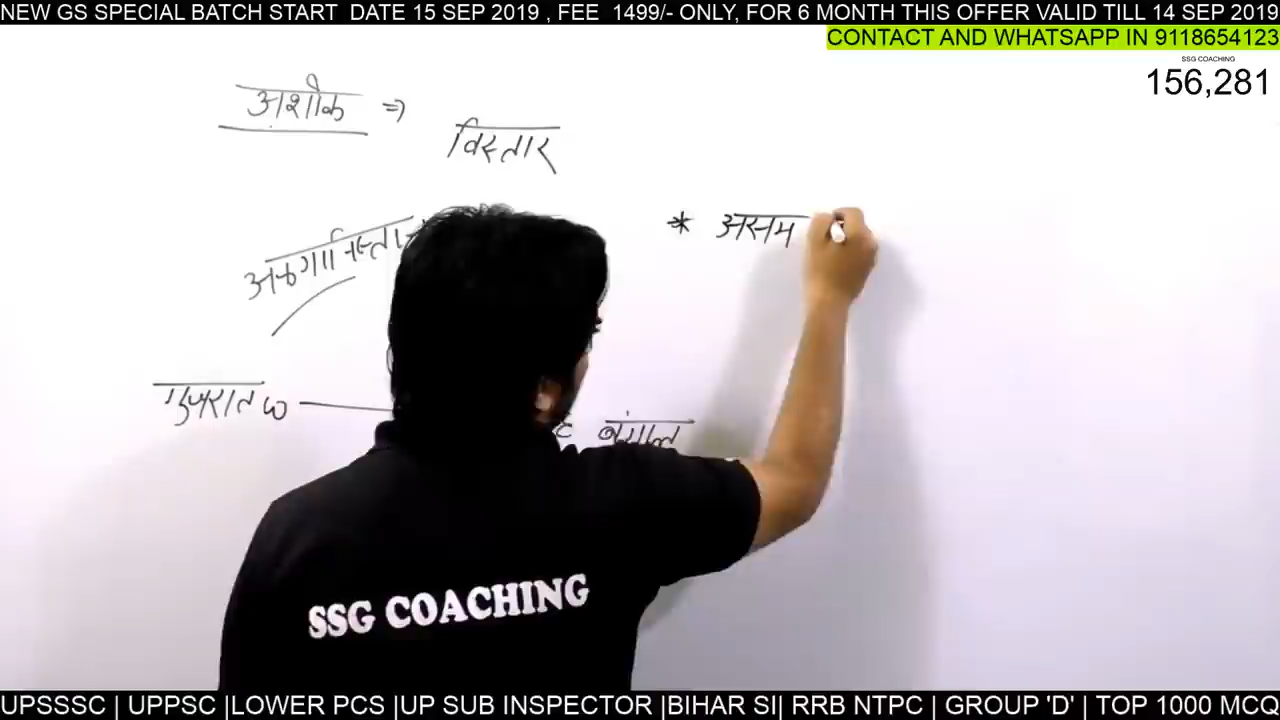 NEW GS SPECIAL BATCH START DATE 15 SEP 2019 , FEE 1499/- ONLY, FOR 6 MONTH THIS OFFER VALID TILL 14 SEP 2019
CONTACT AND WHATSAPP IN 9118654123
SSG COACHING
156,281
अशोक ⇒
विस्तार
* असम
गुजरात W
E बंगाल
SSG COACHING
UPSSSC | UPPSC |LOWER PCS |UP SUB INSPECTOR |BIHAR SI| RRB NTPC | GROUP 'D' | TOP 1000 MCQ